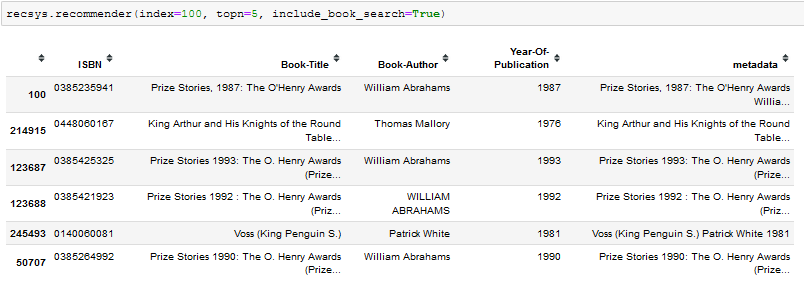 recsys.recommender(index=100, topn=5, include_book_search=True)
ISBN Book-Title Book-Author Year-Of-Publication metadata
100 0385235941 Prize Stories, 1987: The O'Henry Awards William Abrahams 1987 Prize Stories, 1987: The O'Henry Awards Willia...
214915 0448060167 King Arthur and His Knights of the Round Table... Thomas Mallory 1976 King Arthur and His Knights of the Round Table...
123687 0385425325 Prize Stories 1993: The O. Henry Awards (Prize... William Abrahams 1993 Prize Stories 1993: The O. Henry Awards (Prize...
123688 0385421923 Prize Stories 1992 : The O. Henry Awards (Priz... WILLIAM ABRAHAMS 1992 Prize Stories 1992 : The O. Henry Awards (Priz...
245493 0140060081 Voss (King Penguin S.) Patrick White 1981 Voss (King Penguin S.) Patrick White 1981
50707 0385264992 Prize Stories 1990: The O. Henry Awards (Prize... William Abrahams 1990 Prize Stories 1990: The O. Henry Awards (Prize...